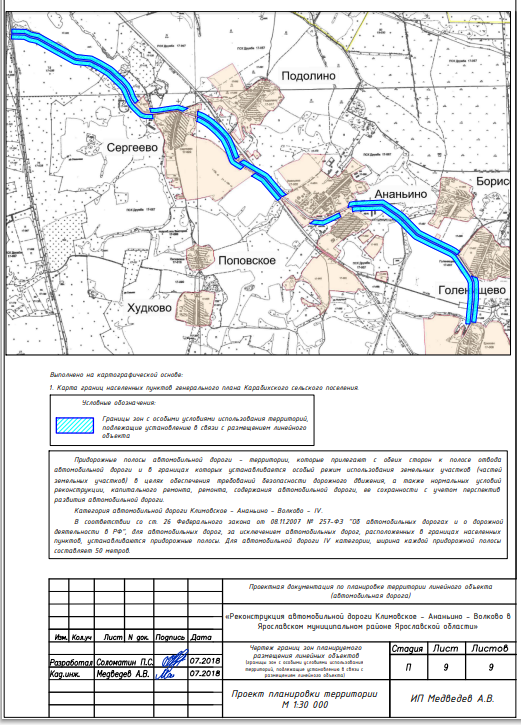 Подолино
Сергеево
Ананьино
Борис
Поповское
Голенищево
Худково
Выполнено на картографической основе:
1. Карта границ населенных пунктов генерального плана Карабихского сельского поселения.
Условные обозначения:
Границы зон с особыми условиями использования территорий,
подлежащие установлению в связи с размещением линейного
объекта
Придорожные полосы автомобильной дороги – территории, которые прилегают с обеих сторон к полосе отвода
автомобильной дороги и в границах которых устанавливается особый режим использования земельных участков (частей
земельных участков) в целях обеспечения требований безопасности дорожного движения, а также нормальных условий
реконструкции, капитального ремонта, ремонта, содержания автомобильной дороги, ее сохранности с учетом перспектив
развития автомобильной дороги.
Категория автомобильной дороги Климовское – Ананьино – Волково – IV.
В соответствии со ст 26 Федерального закона от 08.11.2007 № 257-ФЗ "Об автомобильных дорогах и о дорожной
деятельности в РФ", для автомобильных дорог, за исключением автомобильных дорог, расположенных в границах населенных
пунктов, устанавливаются придорожные полосы. Для автомобильной дороги IV категории, ширина каждой придорожной полосы
составляет 50 метров.
Проектная документация по планировке территории линейного объекта
(автомобильная дорога)
«Реконструкция автомобильной дороги Климовское – Ананьино – Волково в
Ярославском муниципальном районе Ярославской области»
Изм. Кол.уч Лист N док. Подпись Дата
Разработал Соломатин П.С. 07.2018
Кад.инж. Медведев А.В. 07.2018
Чертеж границ зон планируемого
размещения линейных объектов
(границы зон с особыми условиями использования
территорий, подлежащие установлению в связи с
размещением линейного объекта)
Стадия Лист Листов
П 9 9
Проект планировки территории
М 1:30 000
ИП Медведев А.В.